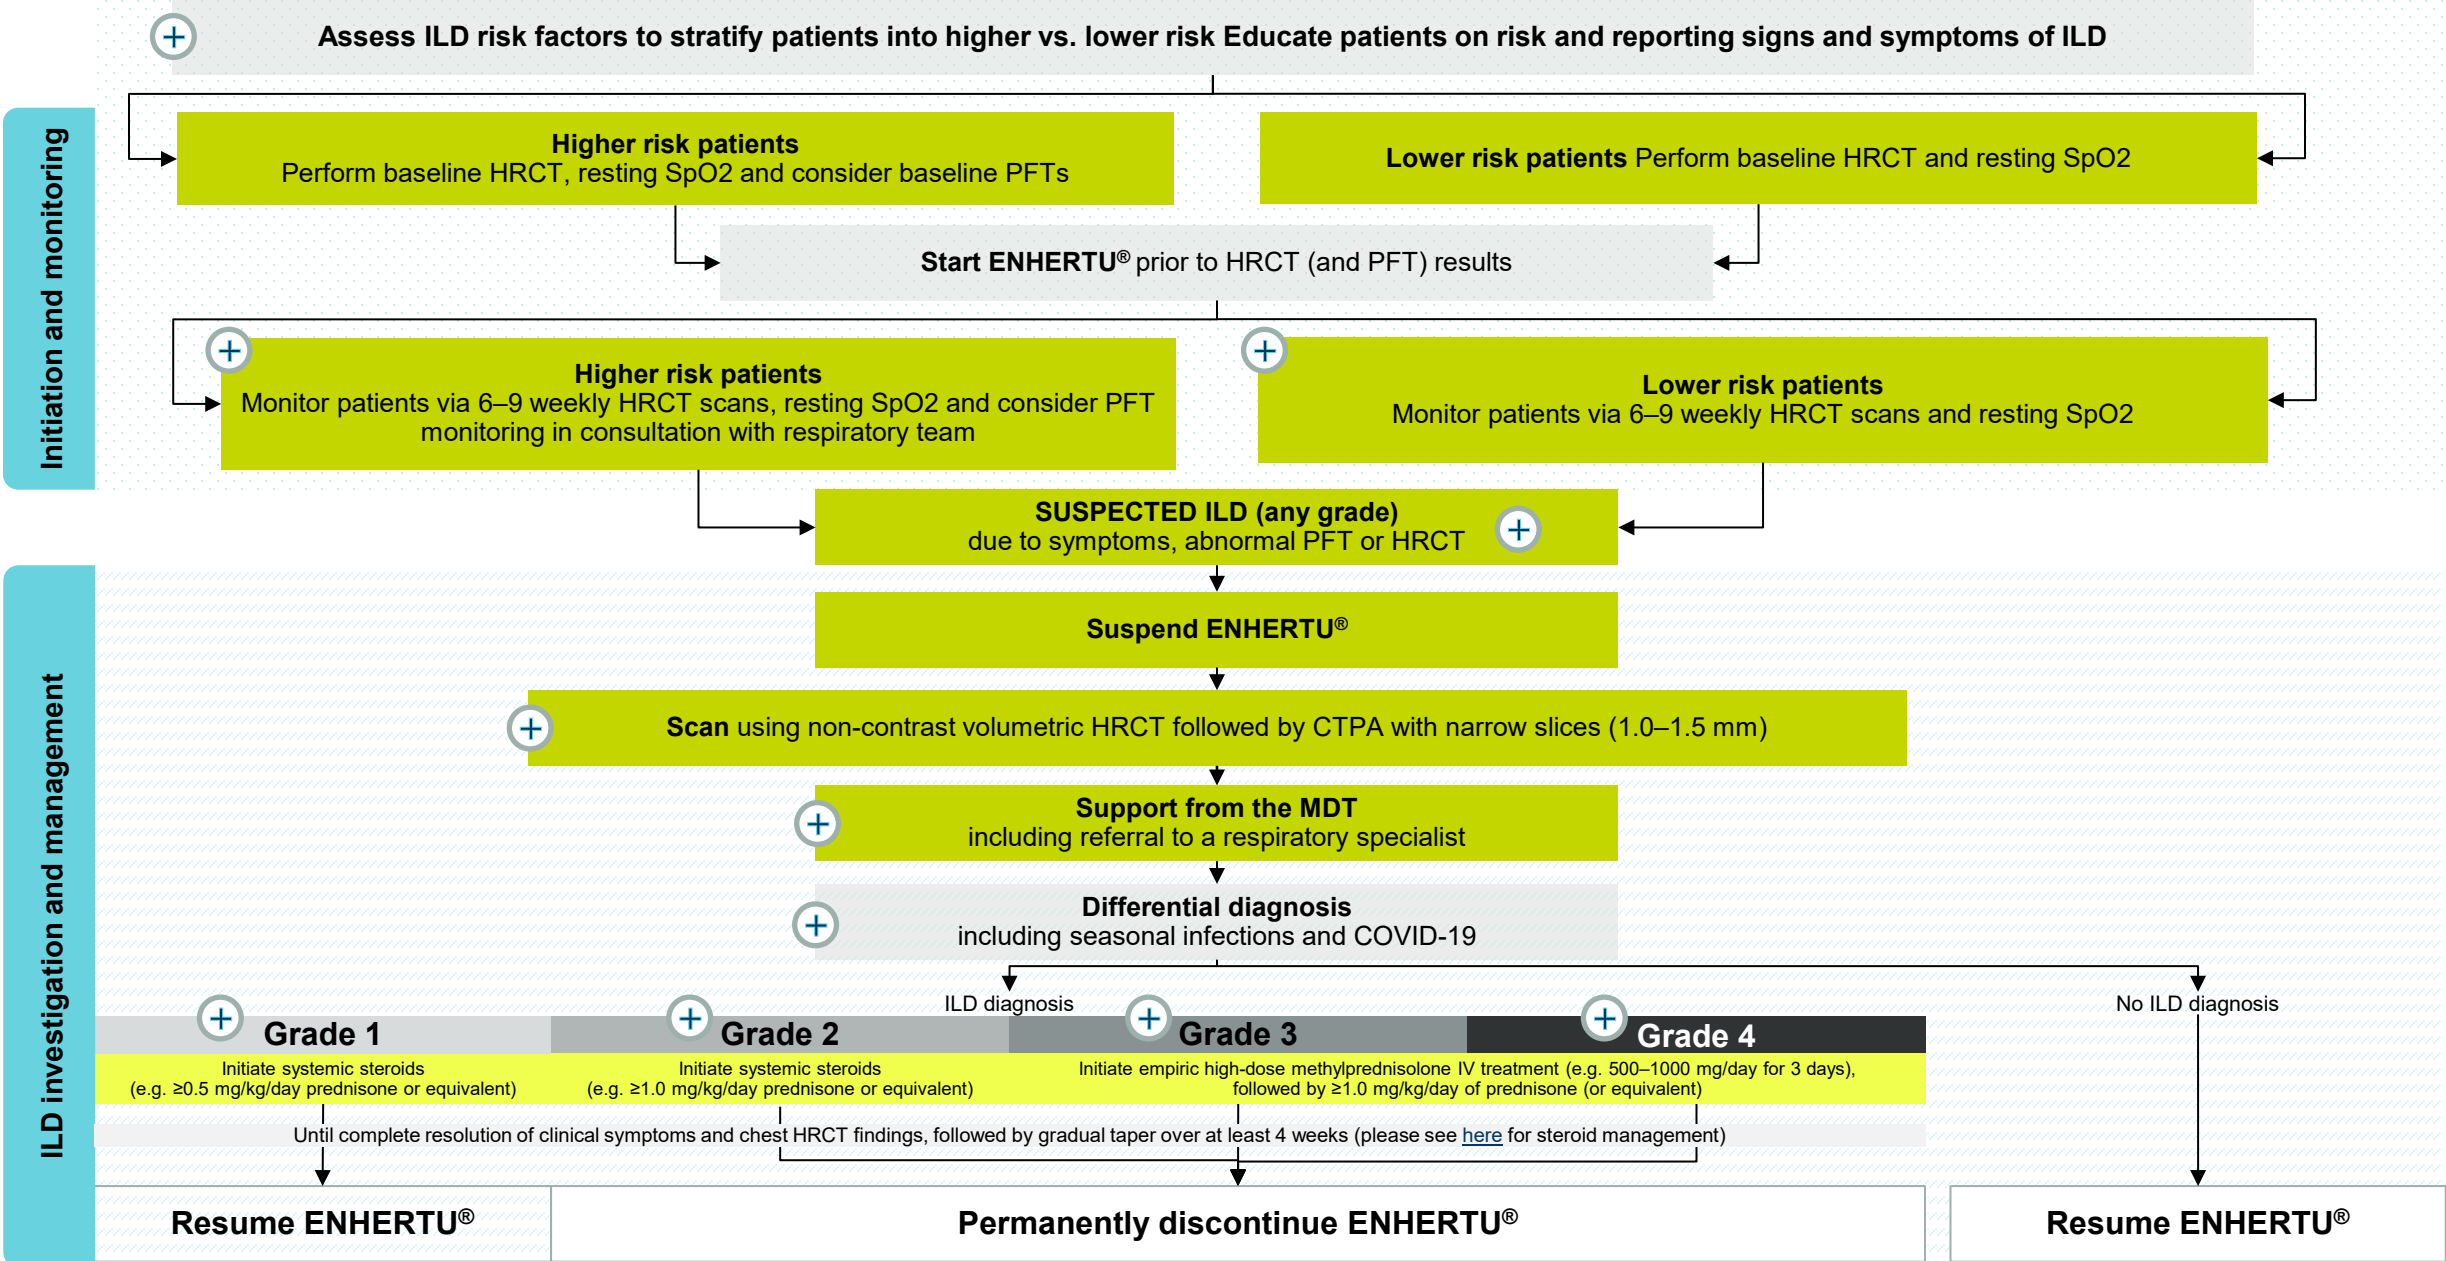 Assess ILD risk factors to stratify patients into higher vs. lower risk Educate patients on risk and reporting signs and symptoms of ILD
Initiation and monitoring
Higher risk patients
Perform baseline HRCT, resting SpO2 and consider baseline PFTs
Lower risk patients Perform baseline HRCT and resting SpO2
Start ENHERTU® prior to HRCT (and PFT) results
Higher risk patients
Monitor patients via 6–9 weekly HRCT scans, resting SpO2 and consider PFT
monitoring in consultation with respiratory team
Lower risk patients
Monitor patients via 6–9 weekly HRCT scans and resting SpO2
SUSPECTED ILD (any grade)
due to symptoms, abnormal PFT or HRCT
ILD investigation and management
Suspend ENHERTU®
Scan using non-contrast volumetric HRCT followed by CTPA with narrow slices (1.0–1.5 mm)
Support from the MDT
including referral to a respiratory specialist
Differential diagnosis
including seasonal infections and COVID-19
ILD diagnosis
No ILD diagnosis
Grade 1
Grade 2
Grade 3
Grade 4
Initiate systemic steroids
(e.g. ≥0.5 mg/kg/day prednisone or equivalent)
Initiate systemic steroids
(e.g. ≥1.0 mg/kg/day prednisone or equivalent)
Initiate empiric high-dose methylprednisolone IV treatment (e.g. 500–1000 mg/day for 3 days),
followed by ≥1.0 mg/kg/day of prednisone (or equivalent)
Until complete resolution of clinical symptoms and chest HRCT findings, followed by gradual taper over at least 4 weeks (please see here for steroid management)
Resume ENHERTU®
Permanently discontinue ENHERTU®
Resume ENHERTU®